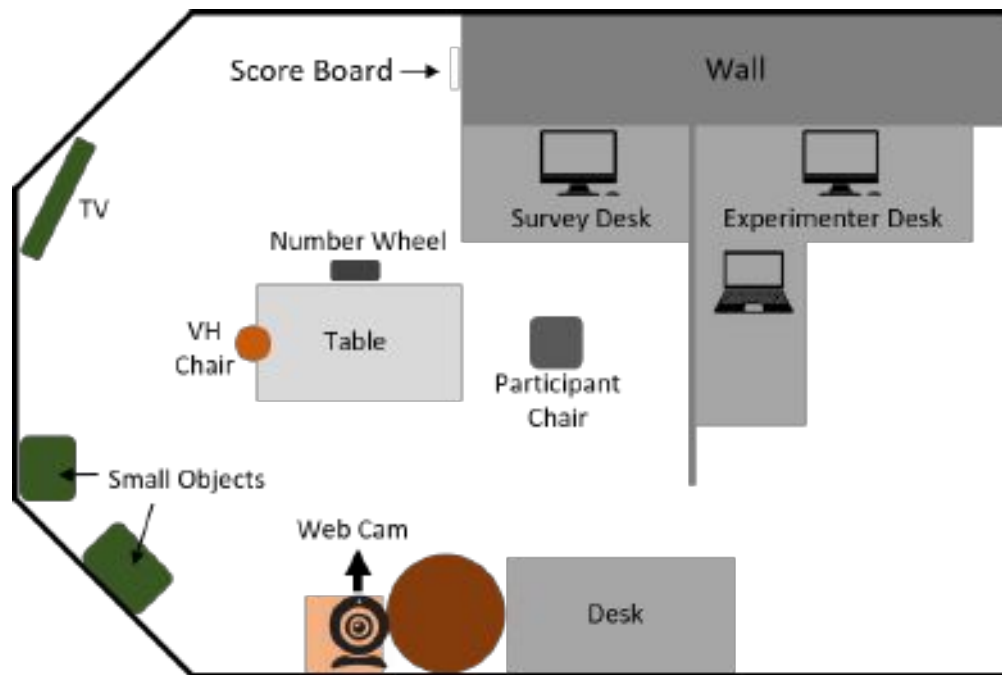 Score Board
Wall
TV
Survey Desk
Experimenter Desk
Number Wheel
VH
Chair
Table
Participant
Chair
Small Objects
Web Cam
Desk